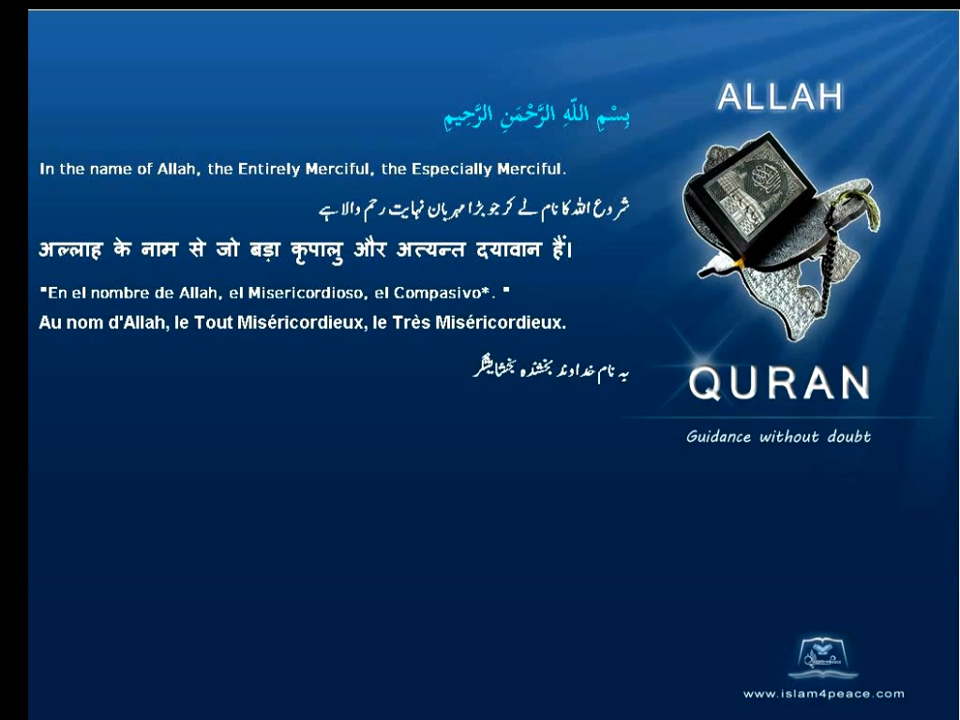 بِسْمِ اللّهِ الرَّحْمَنِ الرَّحِيمِ
In the name of Allah, the Entirely Merciful, the Especially Merciful.
شروع الله کا نام لے کر جو بڑا مہربان نہایت رحم والا ہے
अल्लाह के नाम से जो बड़ा कृपालु और अत्यन्त दयावान हैं।
"En el nombre de Allah, el Misericordioso, el Compasivo*. "
Au nom d'Allah, le Tout Miséricordieux, le Très Miséricordieux.
به نام خداوند بخشنده بخشایشگر
ALLAH
QURAN
Guidance without doubt
www.islam4peace.com